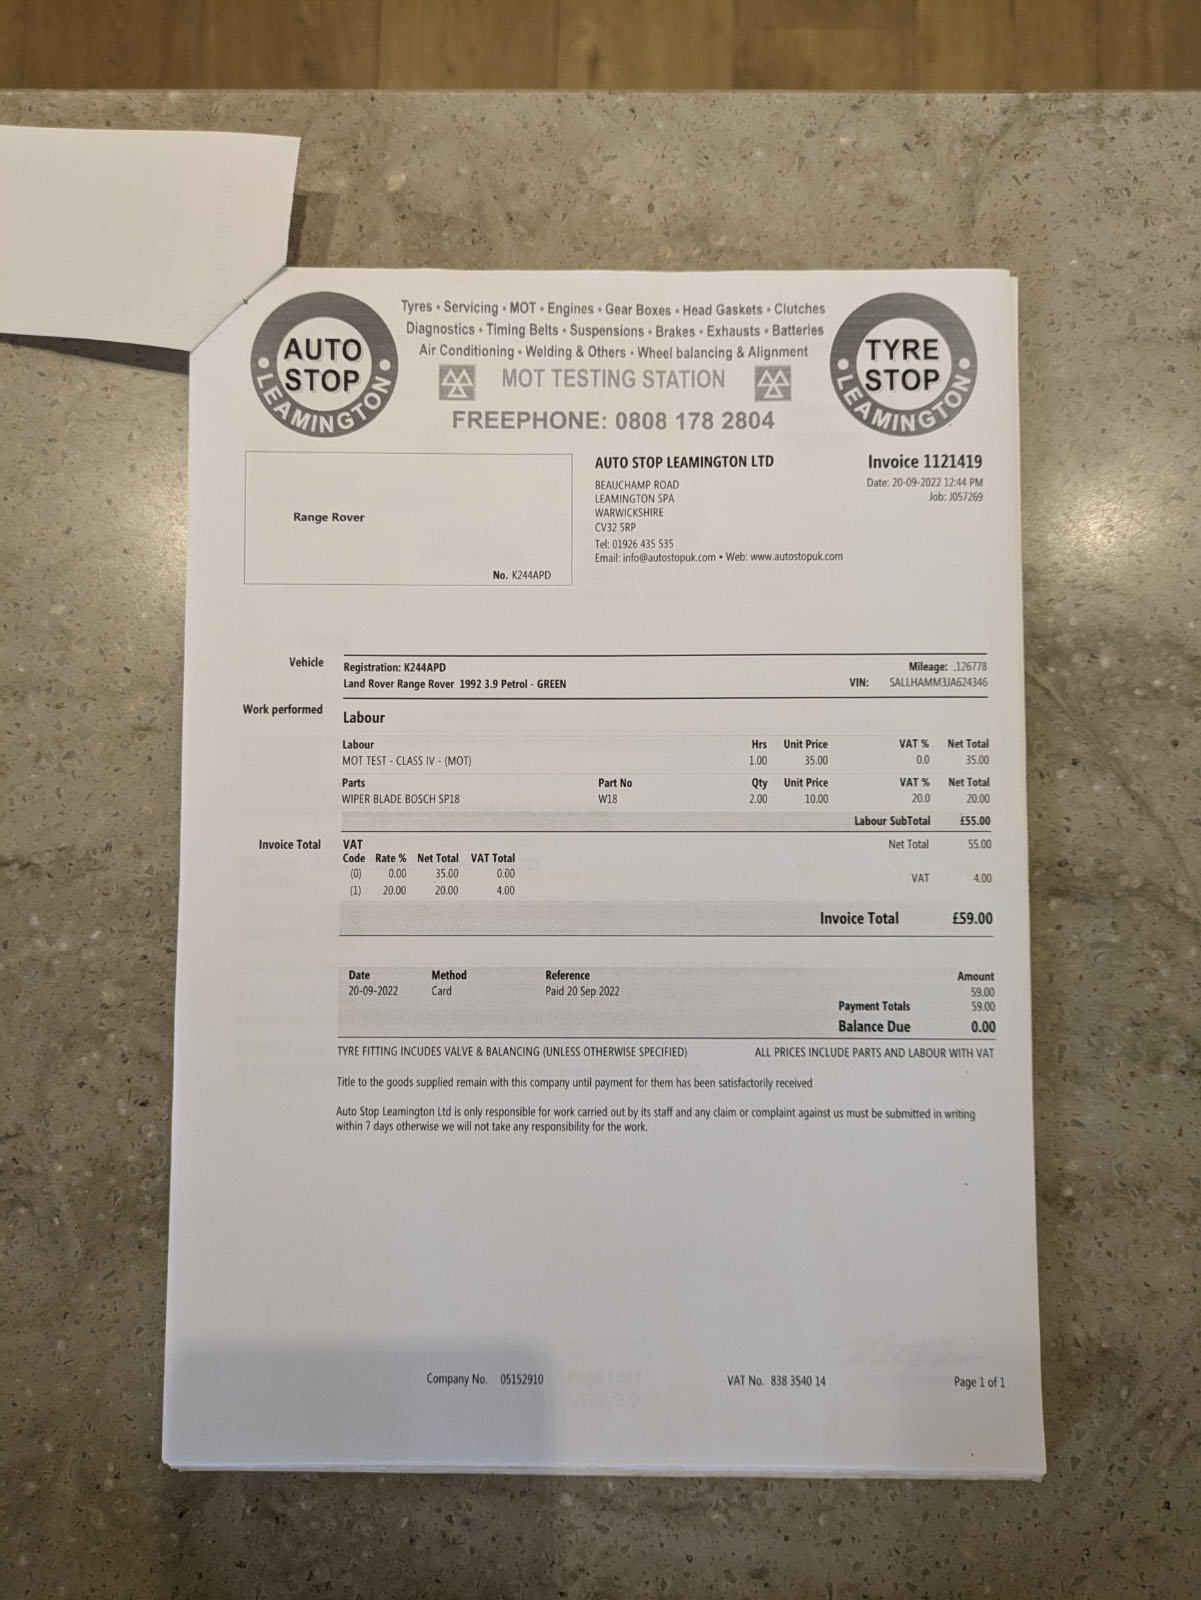 AUTO
STOP
LEAMINGTON
Tyres • Servicing • MOT • Engines • Gear Boxes • Head Gaskets • Clutches
Diagnostics • Timing Belts • Suspensions • Brakes • Exhausts • Batteries
Air Conditioning • Welding & Others • Wheel balancing & Alignment
MOT TESTING STATION
FREEPHONE: 0808 178 2804
TYRE
STOP
LEAMINGTON
Range Rover
No. K244APD
AUTO STOP LEAMINGTON LTD
BEAUCHAMP ROAD
LEAMINGTON SPA
WARWICKSHIRE
CV32 5RP
Tel: 01926 435 535
Email: info@autostopuk.com • Web: www.autostopuk.com
Invoice 1121419
Date: 20-09-2022 12:44 PM
Job: J057269
Vehicle
Registration: K244APD Mileage: .126778
Land Rover Range Rover 1992 3.9 Petrol - GREEN VIN: SALLHAMM3JA624346
Work performed
Labour
Labour Hrs Unit Price VAT % Net Total
MOT TEST - CLASS IV - (MOT) 1.00 35.00 0.0 35.00
Parts Part No Qty Unit Price VAT % Net Total
WIPER BLADE BOSCH SP18 W18 2.00 10.00 20.0 20.00
Labour SubTotal £55.00
Invoice Total VAT Net Total 55.00
Code Rate % Net Total VAT Total
(0) 0.00 35.00 0.00
VAT 4.00
(1) 20.00 20.00 4.00
Invoice Total £59.00
Date Method Reference Amount
20-09-2022 Card Paid 20 Sep 2022 59.00
Payment Totals 59.00
Balance Due 0.00
TYRE FITTING INCUDES VALVE & BALANCING (UNLESS OTHERWISE SPECIFIED) ALL PRICES INCLUDE PARTS AND LABOUR WITH VAT
Title to the goods supplied remain with this company until payment for them has been satisfactorily received
Auto Stop Leamington Ltd is only responsible for work carried out by its staff and any claim or complaint against us must be submitted in writing
within 7 days otherwise we will not take any responsibility for the work.
Company No. 05152910 VAT No. 838 3540 14 Page 1 of 1